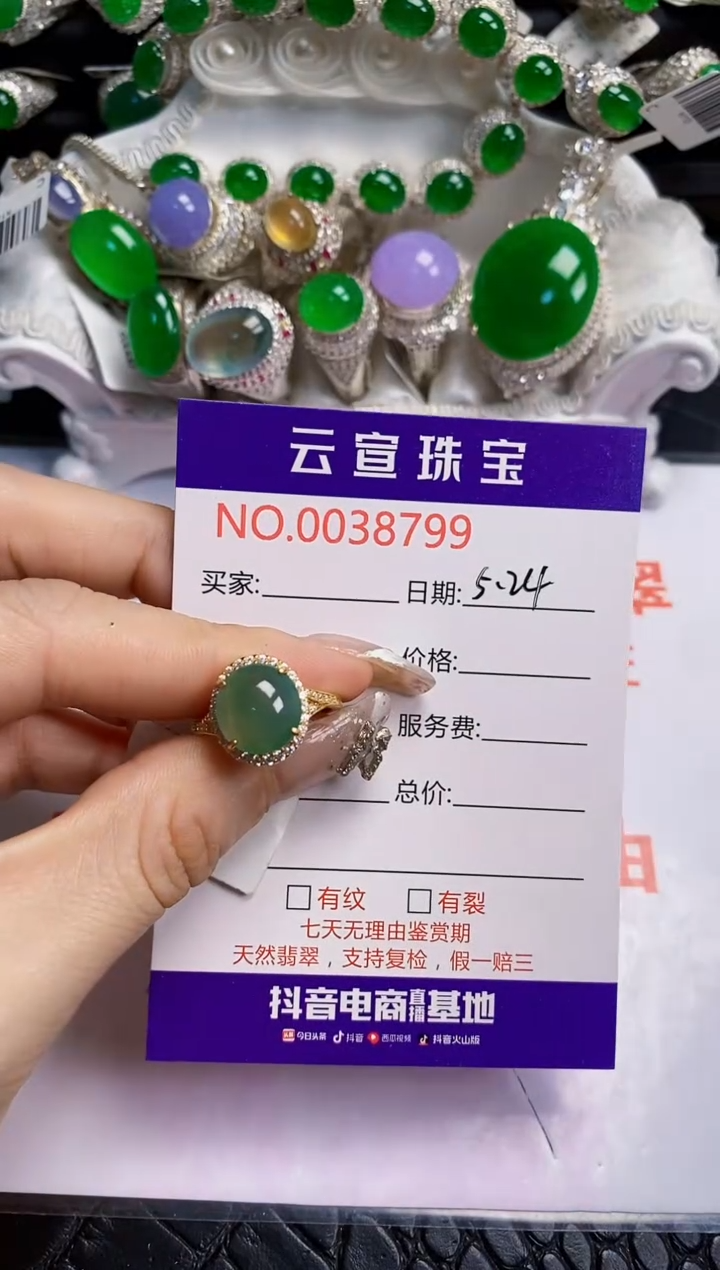 云宣珠宝
NO.0038799
买家:
日期: 5.24
价格:
服务费:
总价:
□有纹 □有裂
七天无理由鉴赏期
天然翡翠，支持复检，假一赔三
抖音电商直播基地
头条 今日头条 抖音 西瓜视频 抖音火山版